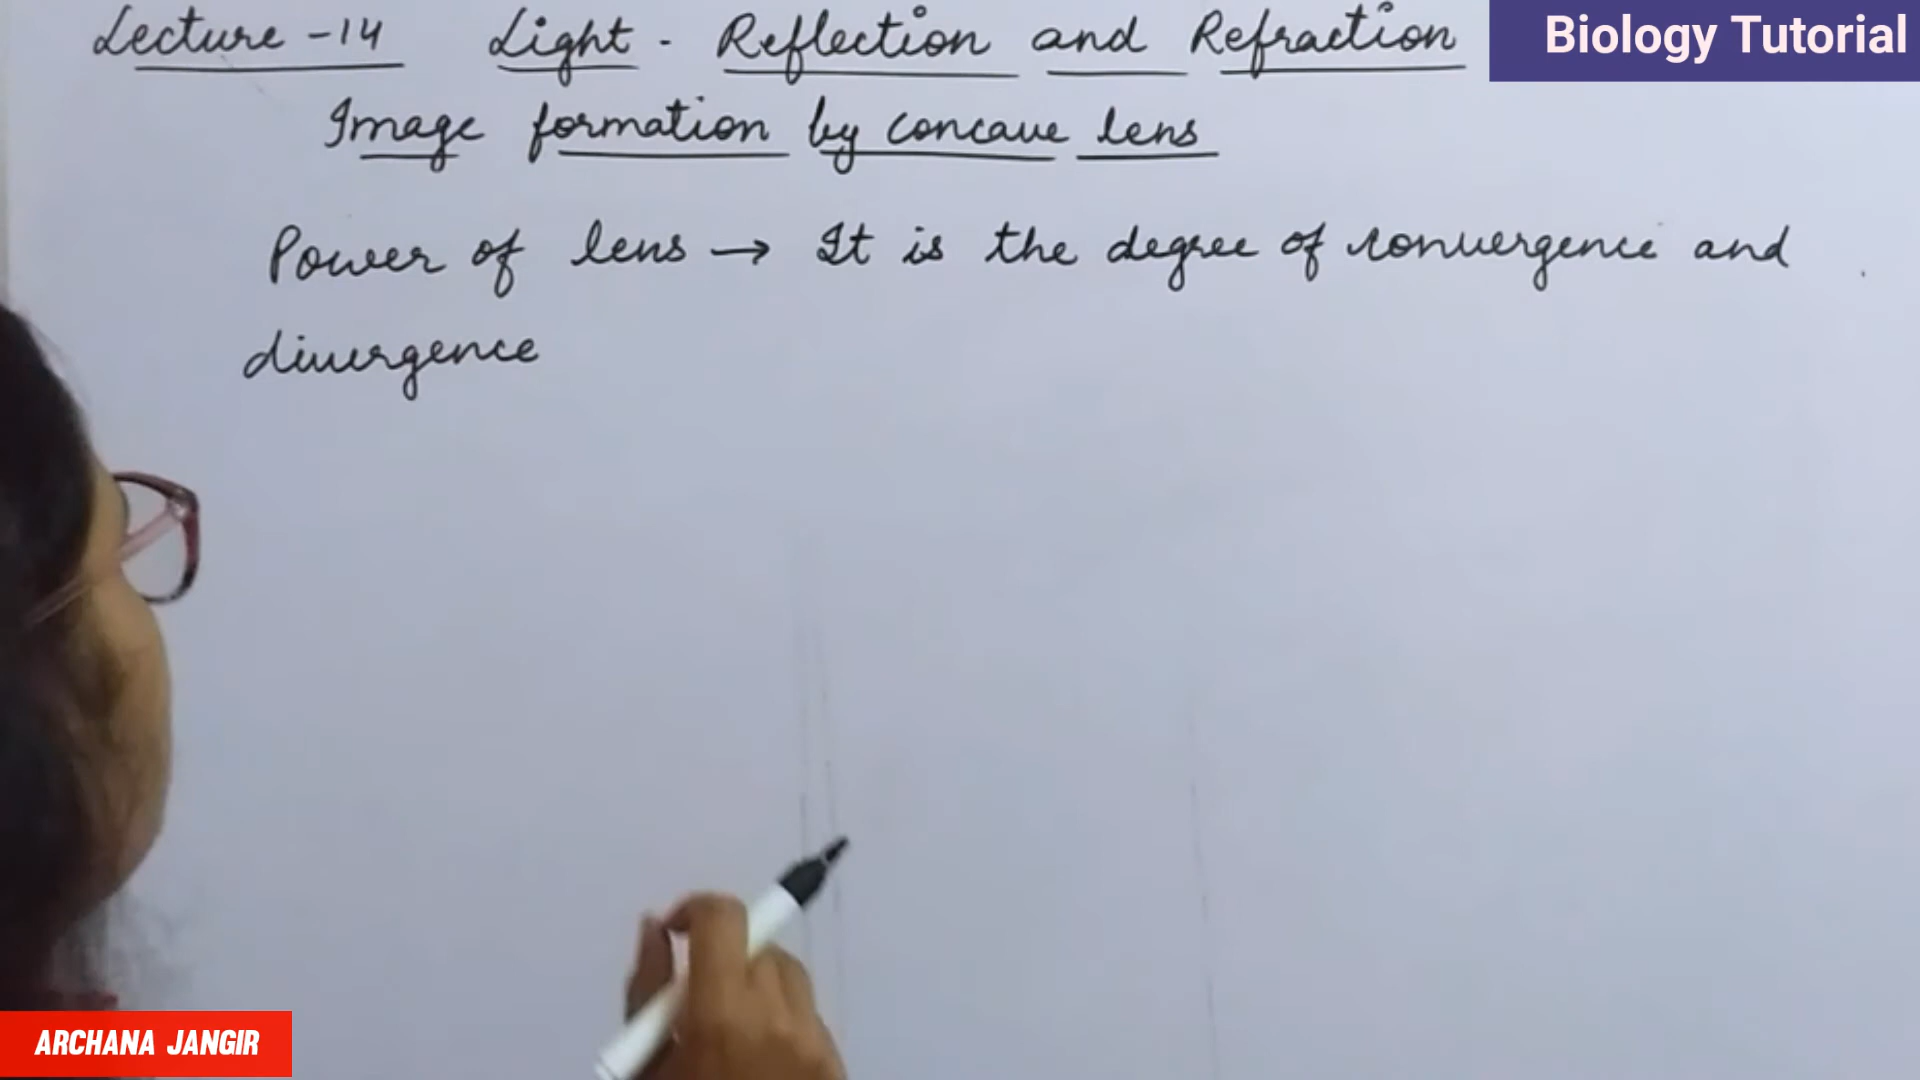 Lecture -14 Light - Reflection and Refraction
Biology Tutorial
Image formation by concave lens
Power of lens → It is the degree of convergence and
divergence
ARCHANA JANGIR